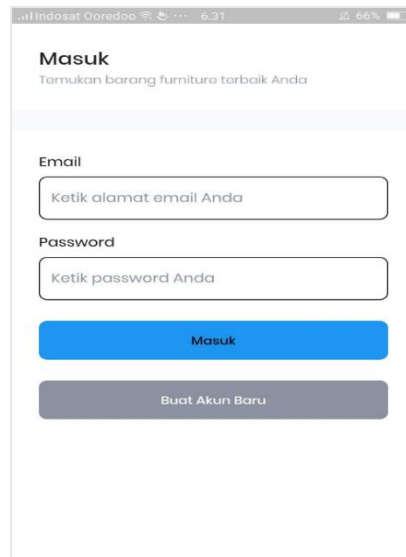 Indosat Ooredoo ··· 6.31 66%
Masuk
Temukan barang furniture terbaik Anda
Email
Ketik alamat email Anda
Password
Ketik password Anda
Masuk
Buat Akun Baru